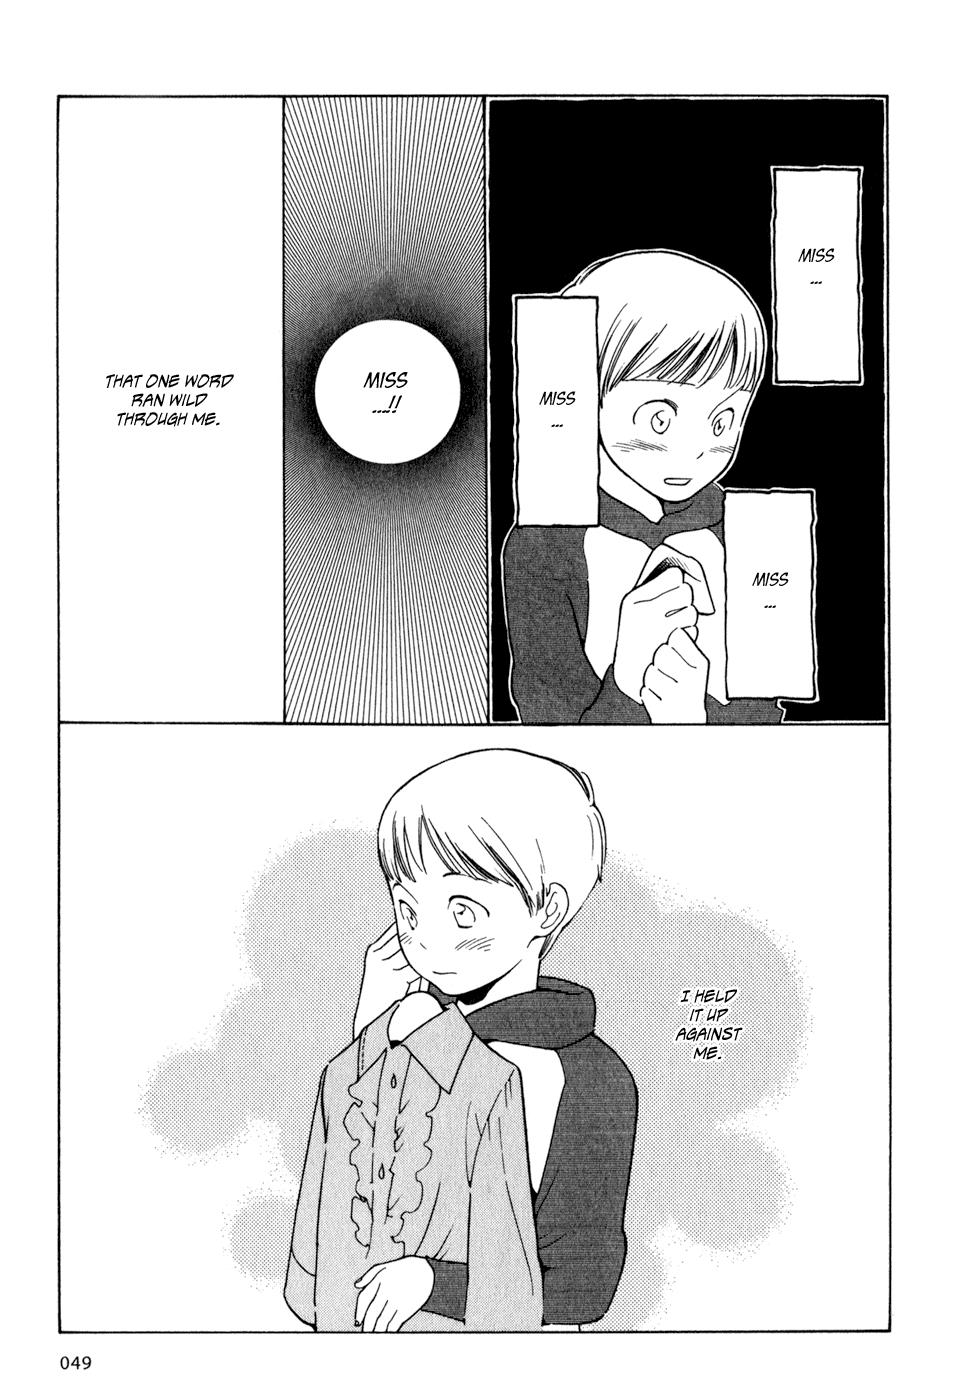 MISS
...
MISS
...
MISS
...
MISS
...!!
THAT ONE WORD
RAN WILD
THROUGH ME.
I HELD
IT UP
AGAINST
ME.
049